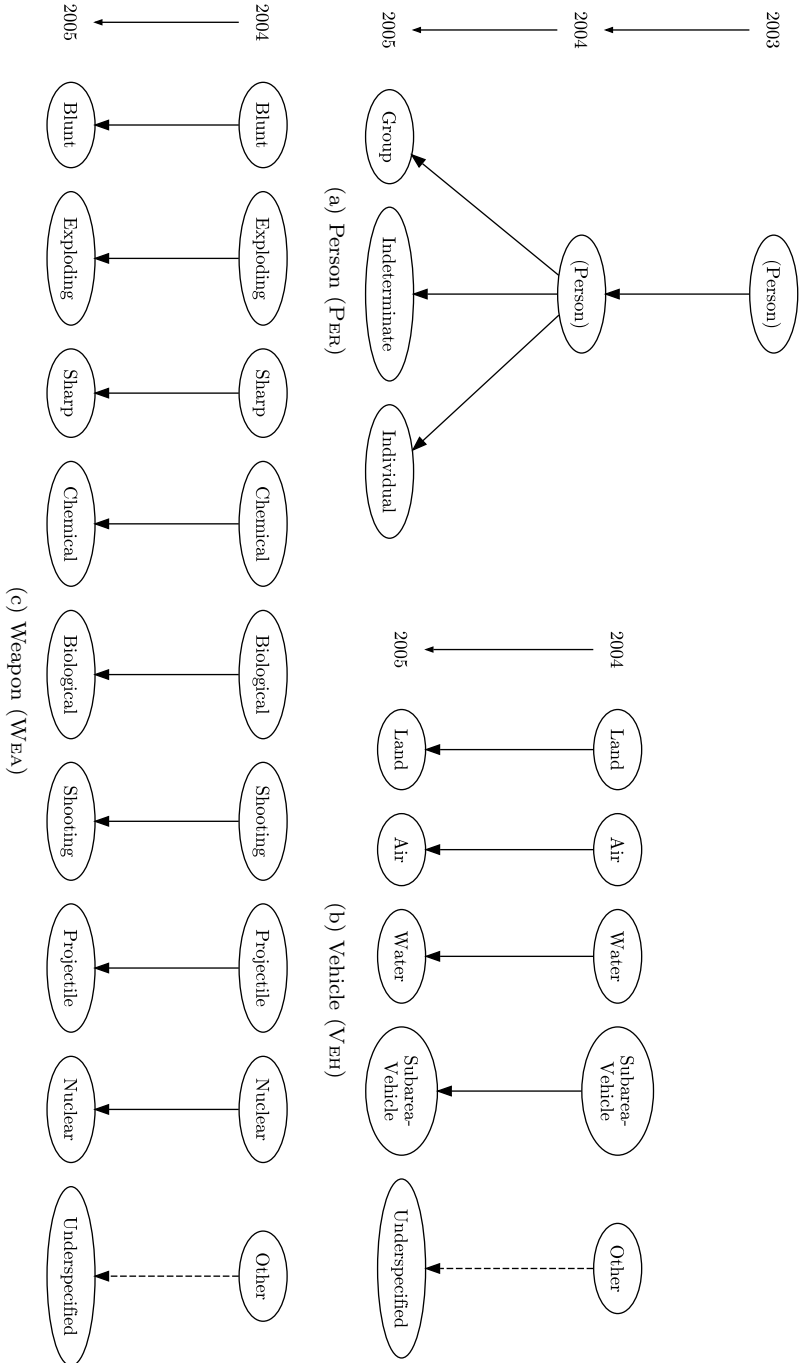 2003
(Person)
2004
(Person)
2005
Group
Indeterminate
Individual
(a) Person (PER)
2004
Land
Air
Water
Subarea-
Vehicle
Other
2005
Land
Air
Water
Subarea-
Vehicle
Underspecified
(b) Vehicle (VEH)
2004
Blunt
Exploding
Sharp
Chemical
Biological
Shooting
Projectile
Nuclear
Other
2005
Blunt
Exploding
Sharp
Chemical
Biological
Shooting
Projectile
Nuclear
Underspecified
(c) Weapon (WEA)